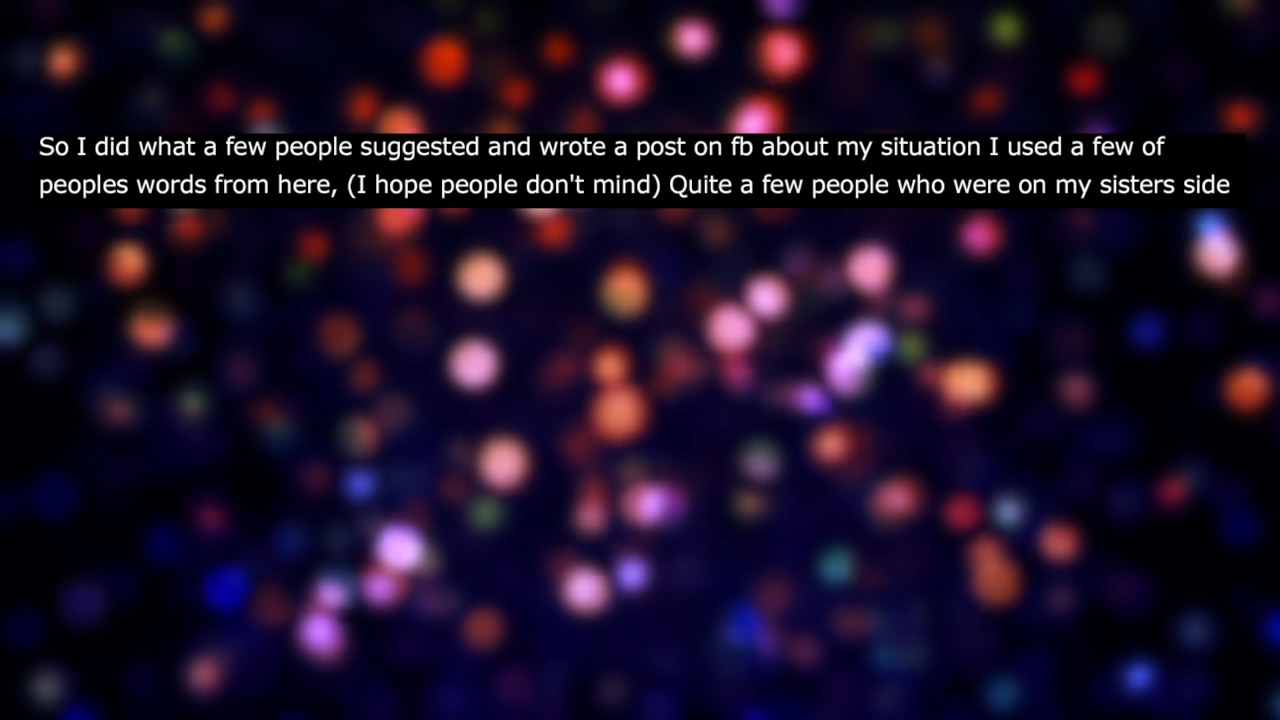 So I did what a few people suggested and wrote a post on fb about my situation I used a few of
peoples words from here, (I hope people don't mind) Quite a few people who were on my sisters side